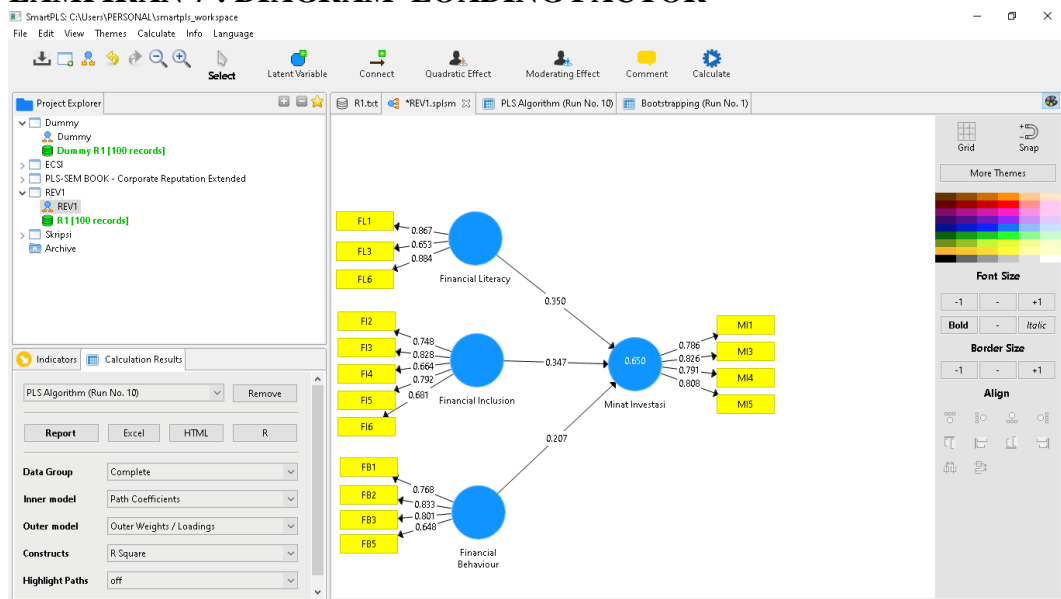 LAMPIRAN 7 : DIAGRAM LOADING FACTOR
SmartPLS: C:\Users\PERSONAL\smartpls_workspace
File Edit View Themes Calculate Info Language
Select
Latent Variable
Connect
Quadratic Effect
Moderating Effect
Comment
Calculate
Project Explorer
Dummy
Dummy
Dummy R1 [100 records]
ECSI
PLS-SEM BOOK - Corporate Reputation Extended
REV1
REV1
R1 [100 records]
Skripsi
Archive
Indicators
Calculation Results
PLS Algorithm (Run No. 10)
Remove
Report
Excel
HTML
R
Data Group
Complete
Inner model
Path Coefficients
Outer model
Outer Weights / Loadings
Constructs
R Square
Highlight Paths
off
R1.txt
*REV1.splsm
PLS Algorithm (Run No. 10)
Bootstrapping (Run No. 1)
FL1
FL3
FL6
0.867
0.653
0.884
Financial Literacy
0.350
FI2
FI3
FI4
FI5
FI6
0.748
0.828
0.664
0.792
0.681
Financial Inclusion
0.347
FB1
FB2
FB3
FB5
0.768
0.833
0.801
0.648
Financial
Behaviour
0.207
0.650
Minat Investasi
0.786
0.826
0.791
0.808
MI1
MI3
MI4
MI5
Grid
Snap
More Themes
Font Size
-1
-
+1
Bold
-
Italic
Border Size
-1
-
+1
Align